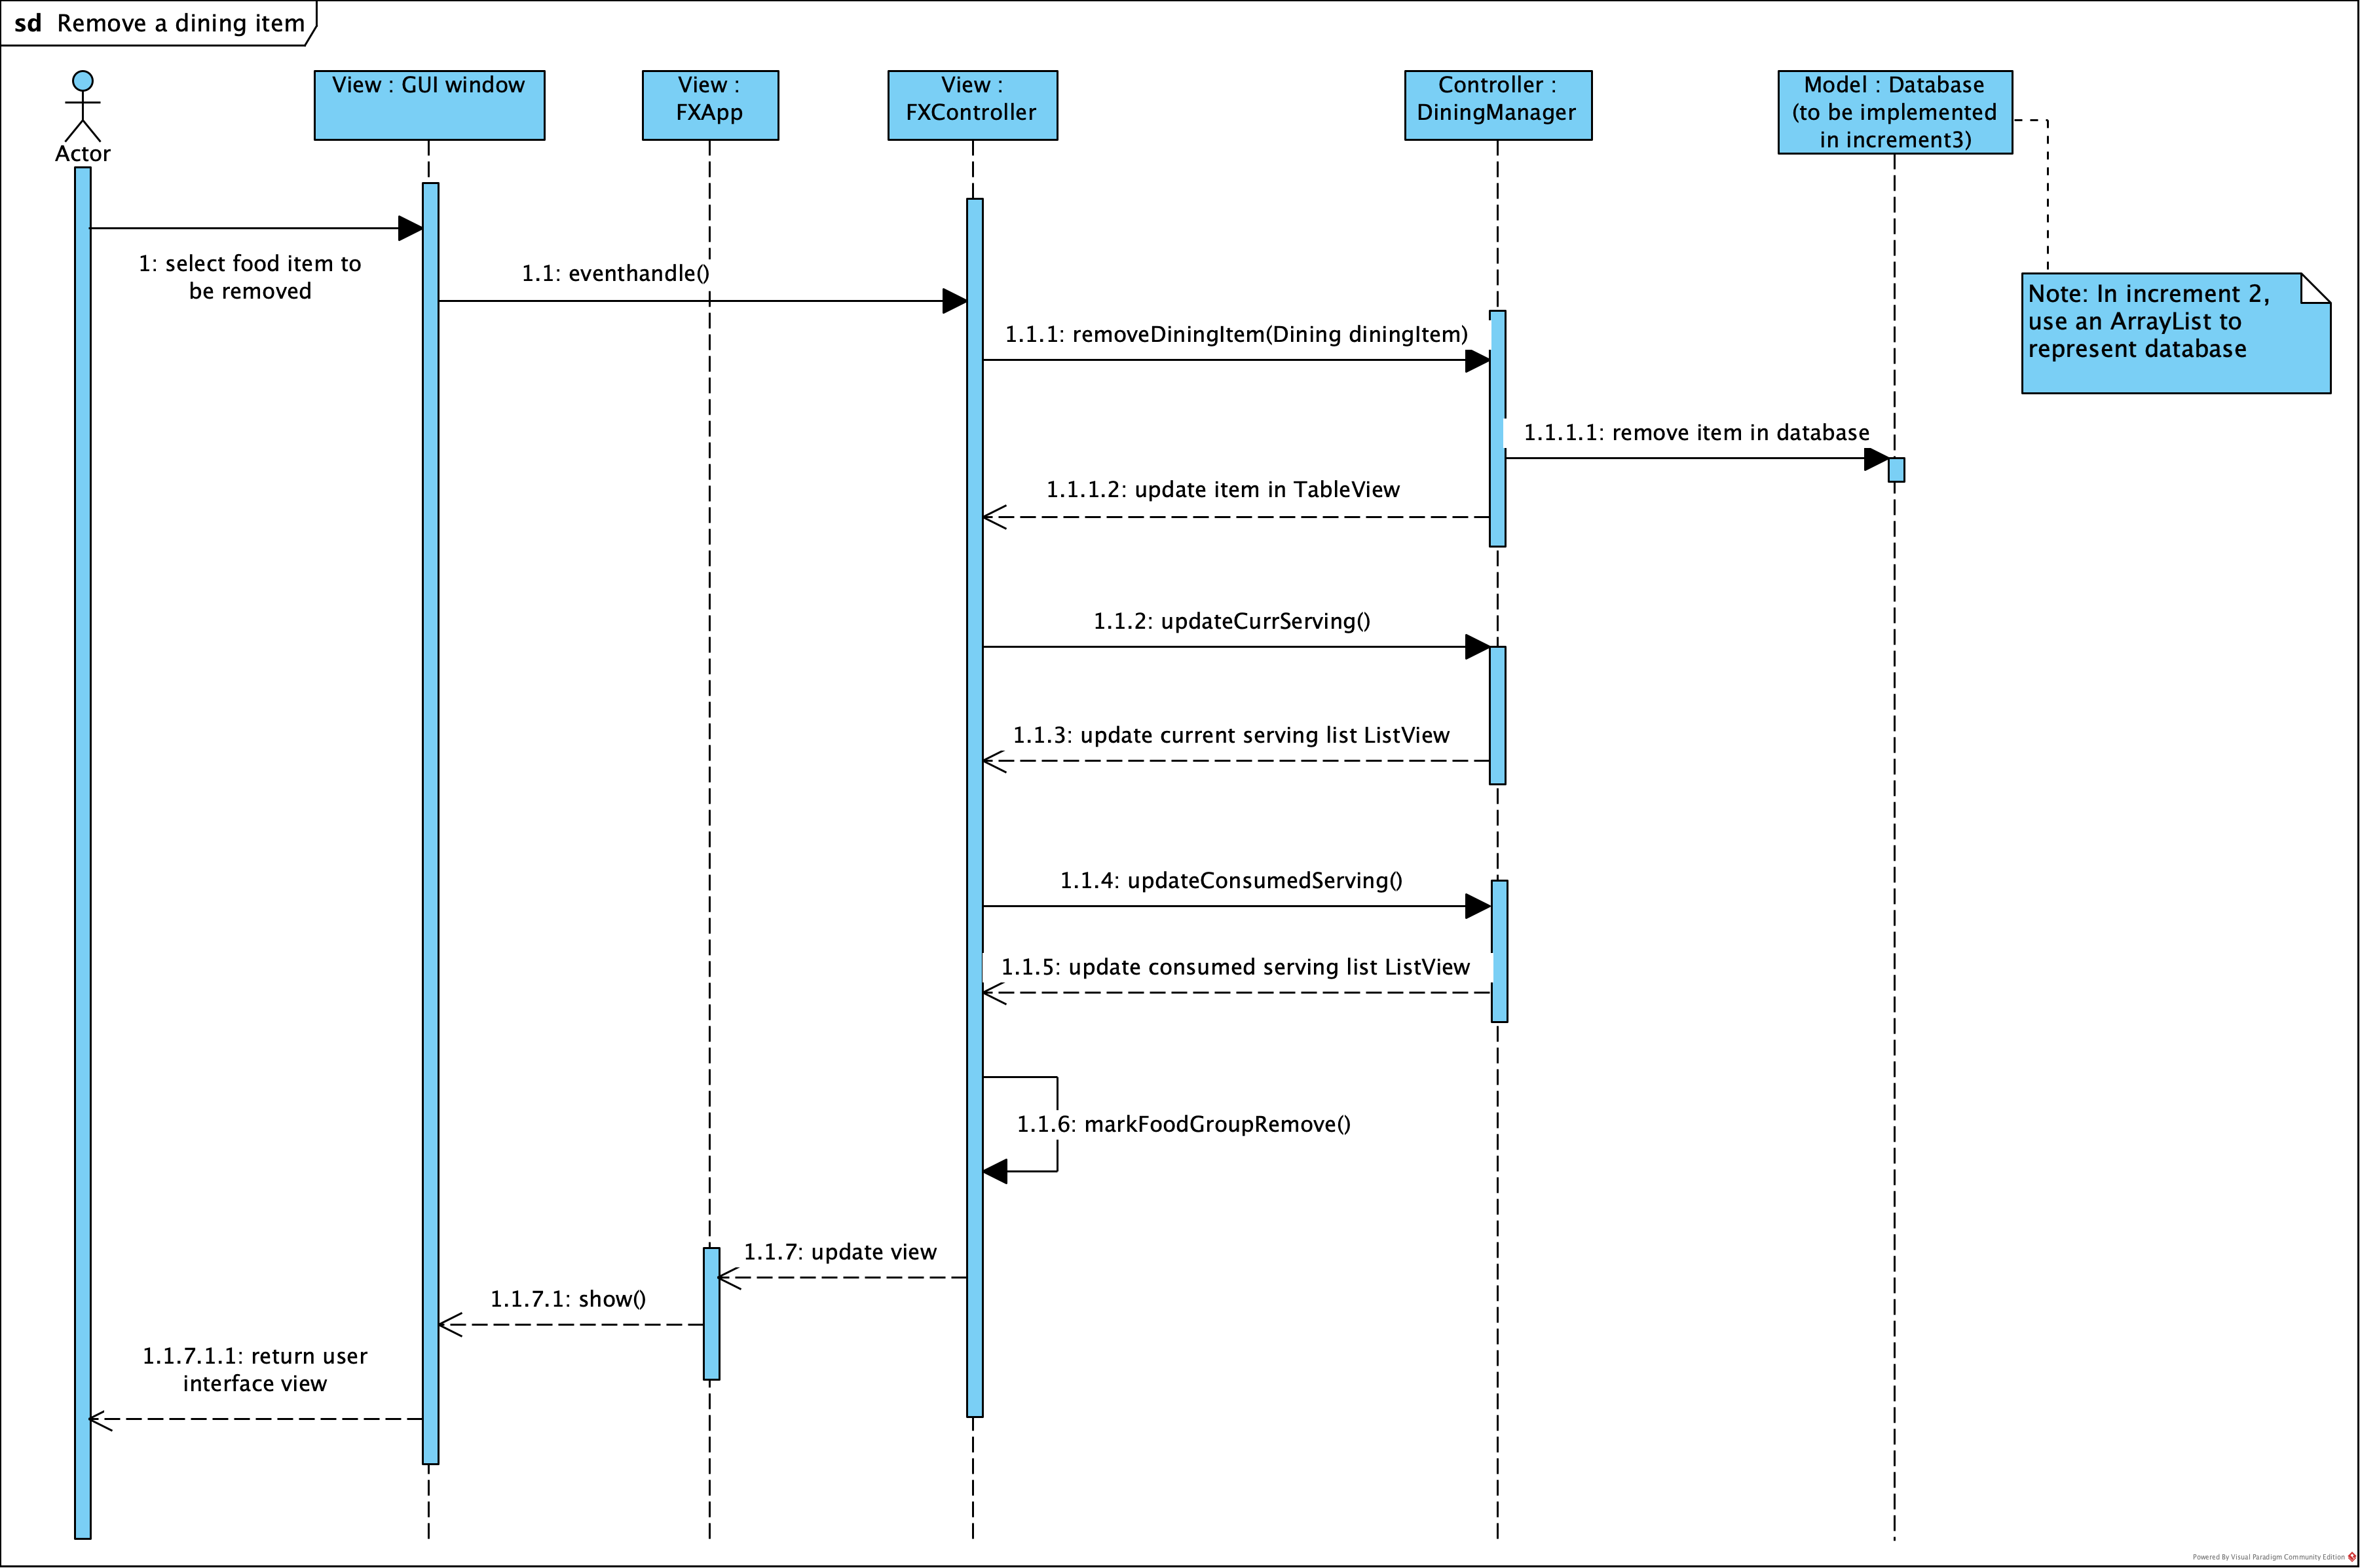 sd Remove a dining item
Actor
View : GUI window
View :
FXApp
View :
FXController
Controller :
DiningManager
Model : Database
(to be implemented
in increment3)
1: select food item to
be removed
1.1: eventhandle()
Note: In increment 2,
use an ArrayList to
represent database
1.1.1: removeDiningItem(Dining diningItem)
1.1.1.1: remove item in database
1.1.1.2: update item in TableView
1.1.2: updateCurrServing()
1.1.3: update current serving list ListView
1.1.4: updateConsumedServing()
1.1.5: update consumed serving list ListView
1.1.6: markFoodGroupRemove()
1.1.7: update view
1.1.7.1: show()
1.1.7.1.1: return user
interface view
Powered By Visual Paradigm Community Edition